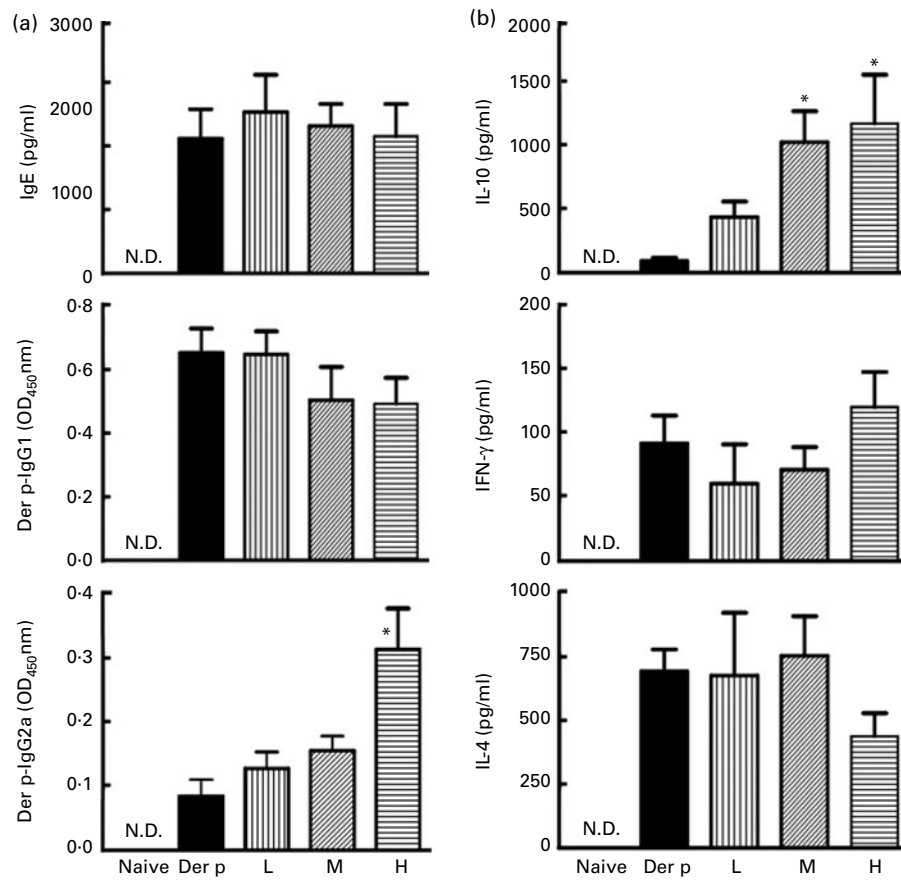 (a)
3000
2000
1000
0
IgE (pg/ml)
N.D.
0·8
0·6
0·4
0·2
0·0
Der p-IgG1 (OD450nm)
N.D.
0·4
0·3
0·2
0·1
0·0
Der p-IgG2a (OD450nm)
N.D.
*
Naive Der p L M H
(b)
2000
1500
1000
500
0
IL-10 (pg/ml)
N.D.
* *
200
150
100
50
0
IFN-γ (pg/ml)
N.D.
1000
750
500
250
0
IL-4 (pg/ml)
N.D.
Naive Der p L M H